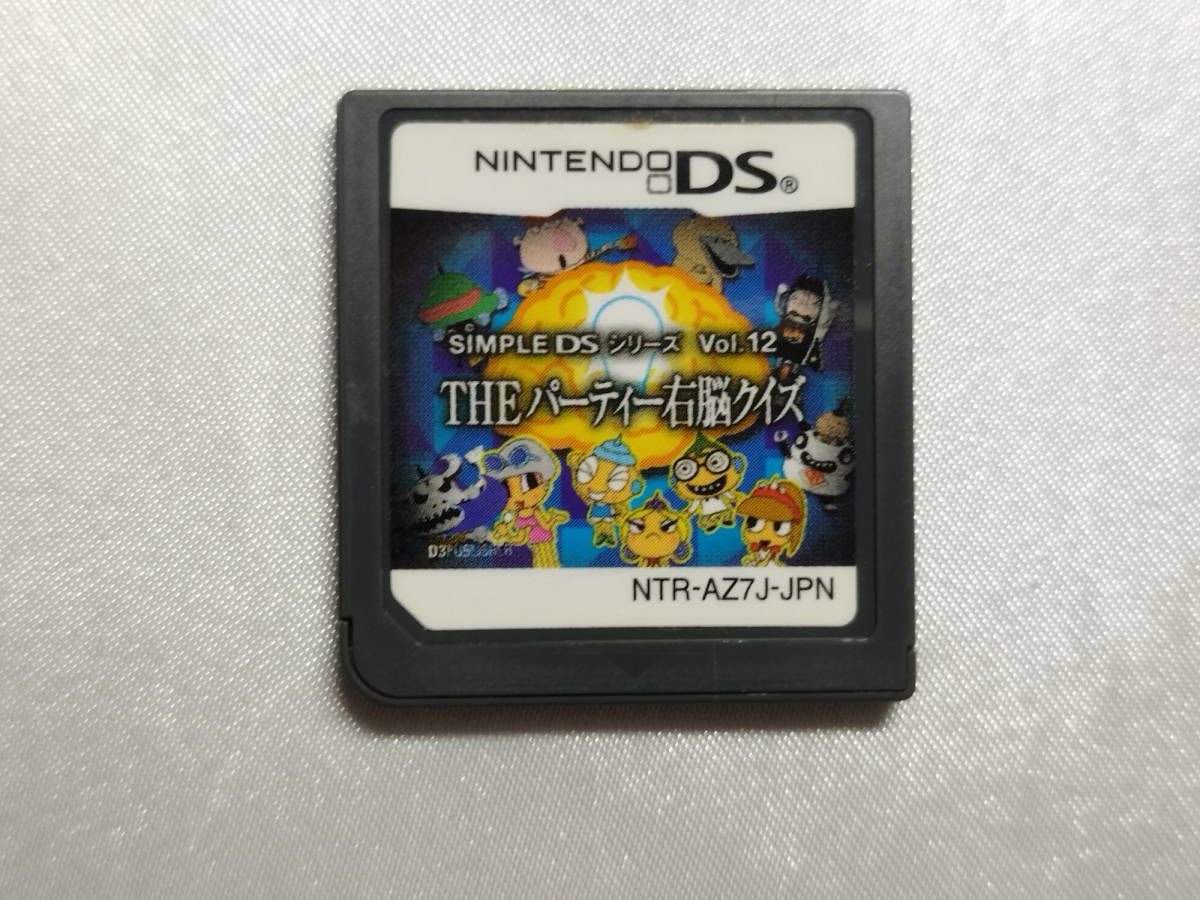 NINTENDO DS®
SIMPLE DS シリーズ Vol.12
THE パーティー右脳クイズ
D3PUBLISHER
NTR-AZ7J-JPN